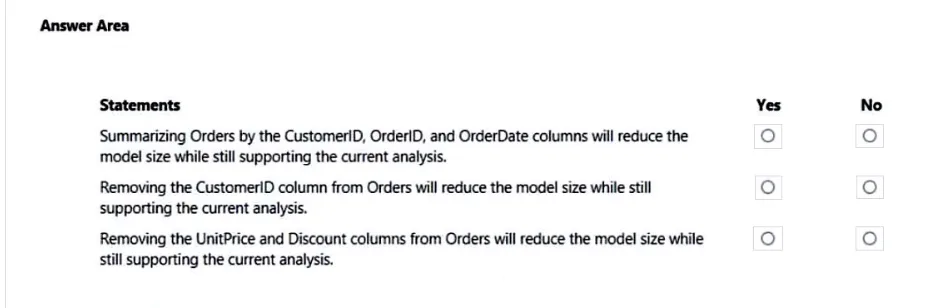 Answer Area
Statements Yes No
Summarizing Orders by the CustomerID, OrderID, and OrderDate columns will reduce the
model size while still supporting the current analysis.
Removing the CustomerID column from Orders will reduce the model size while still
supporting the current analysis.
Removing the UnitPrice and Discount columns from Orders will reduce the model size while
still supporting the current analysis.